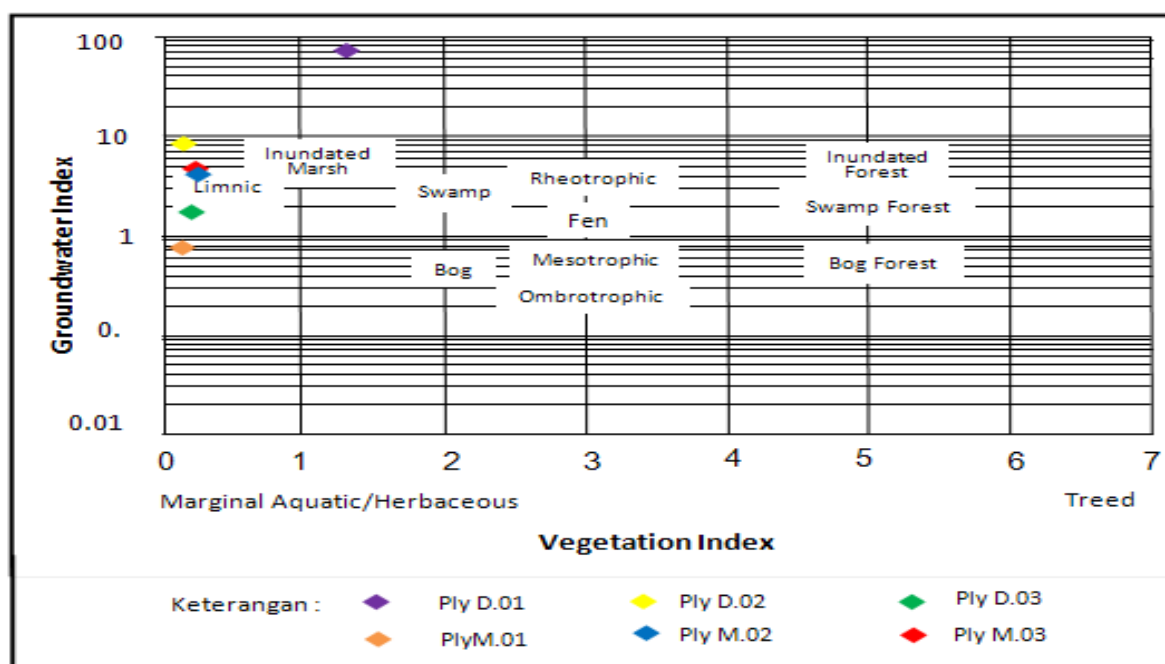 100
10
1
0.
0.01
Groundwater Index
Inundated
Marsh
Limnic
Swamp
Rheotrophic
Fen
Inundated
Forest
Swamp Forest
Bog
Mesotrophic
Ombrotrophic
Bog Forest
0 1 2 3 4 5 6 7
Marginal Aquatic/Herbaceous Treed
Vegetation Index
Keterangan : Ply D.01 Ply D.02 Ply D.03
PlyM.01 Ply M.02 Ply M.03